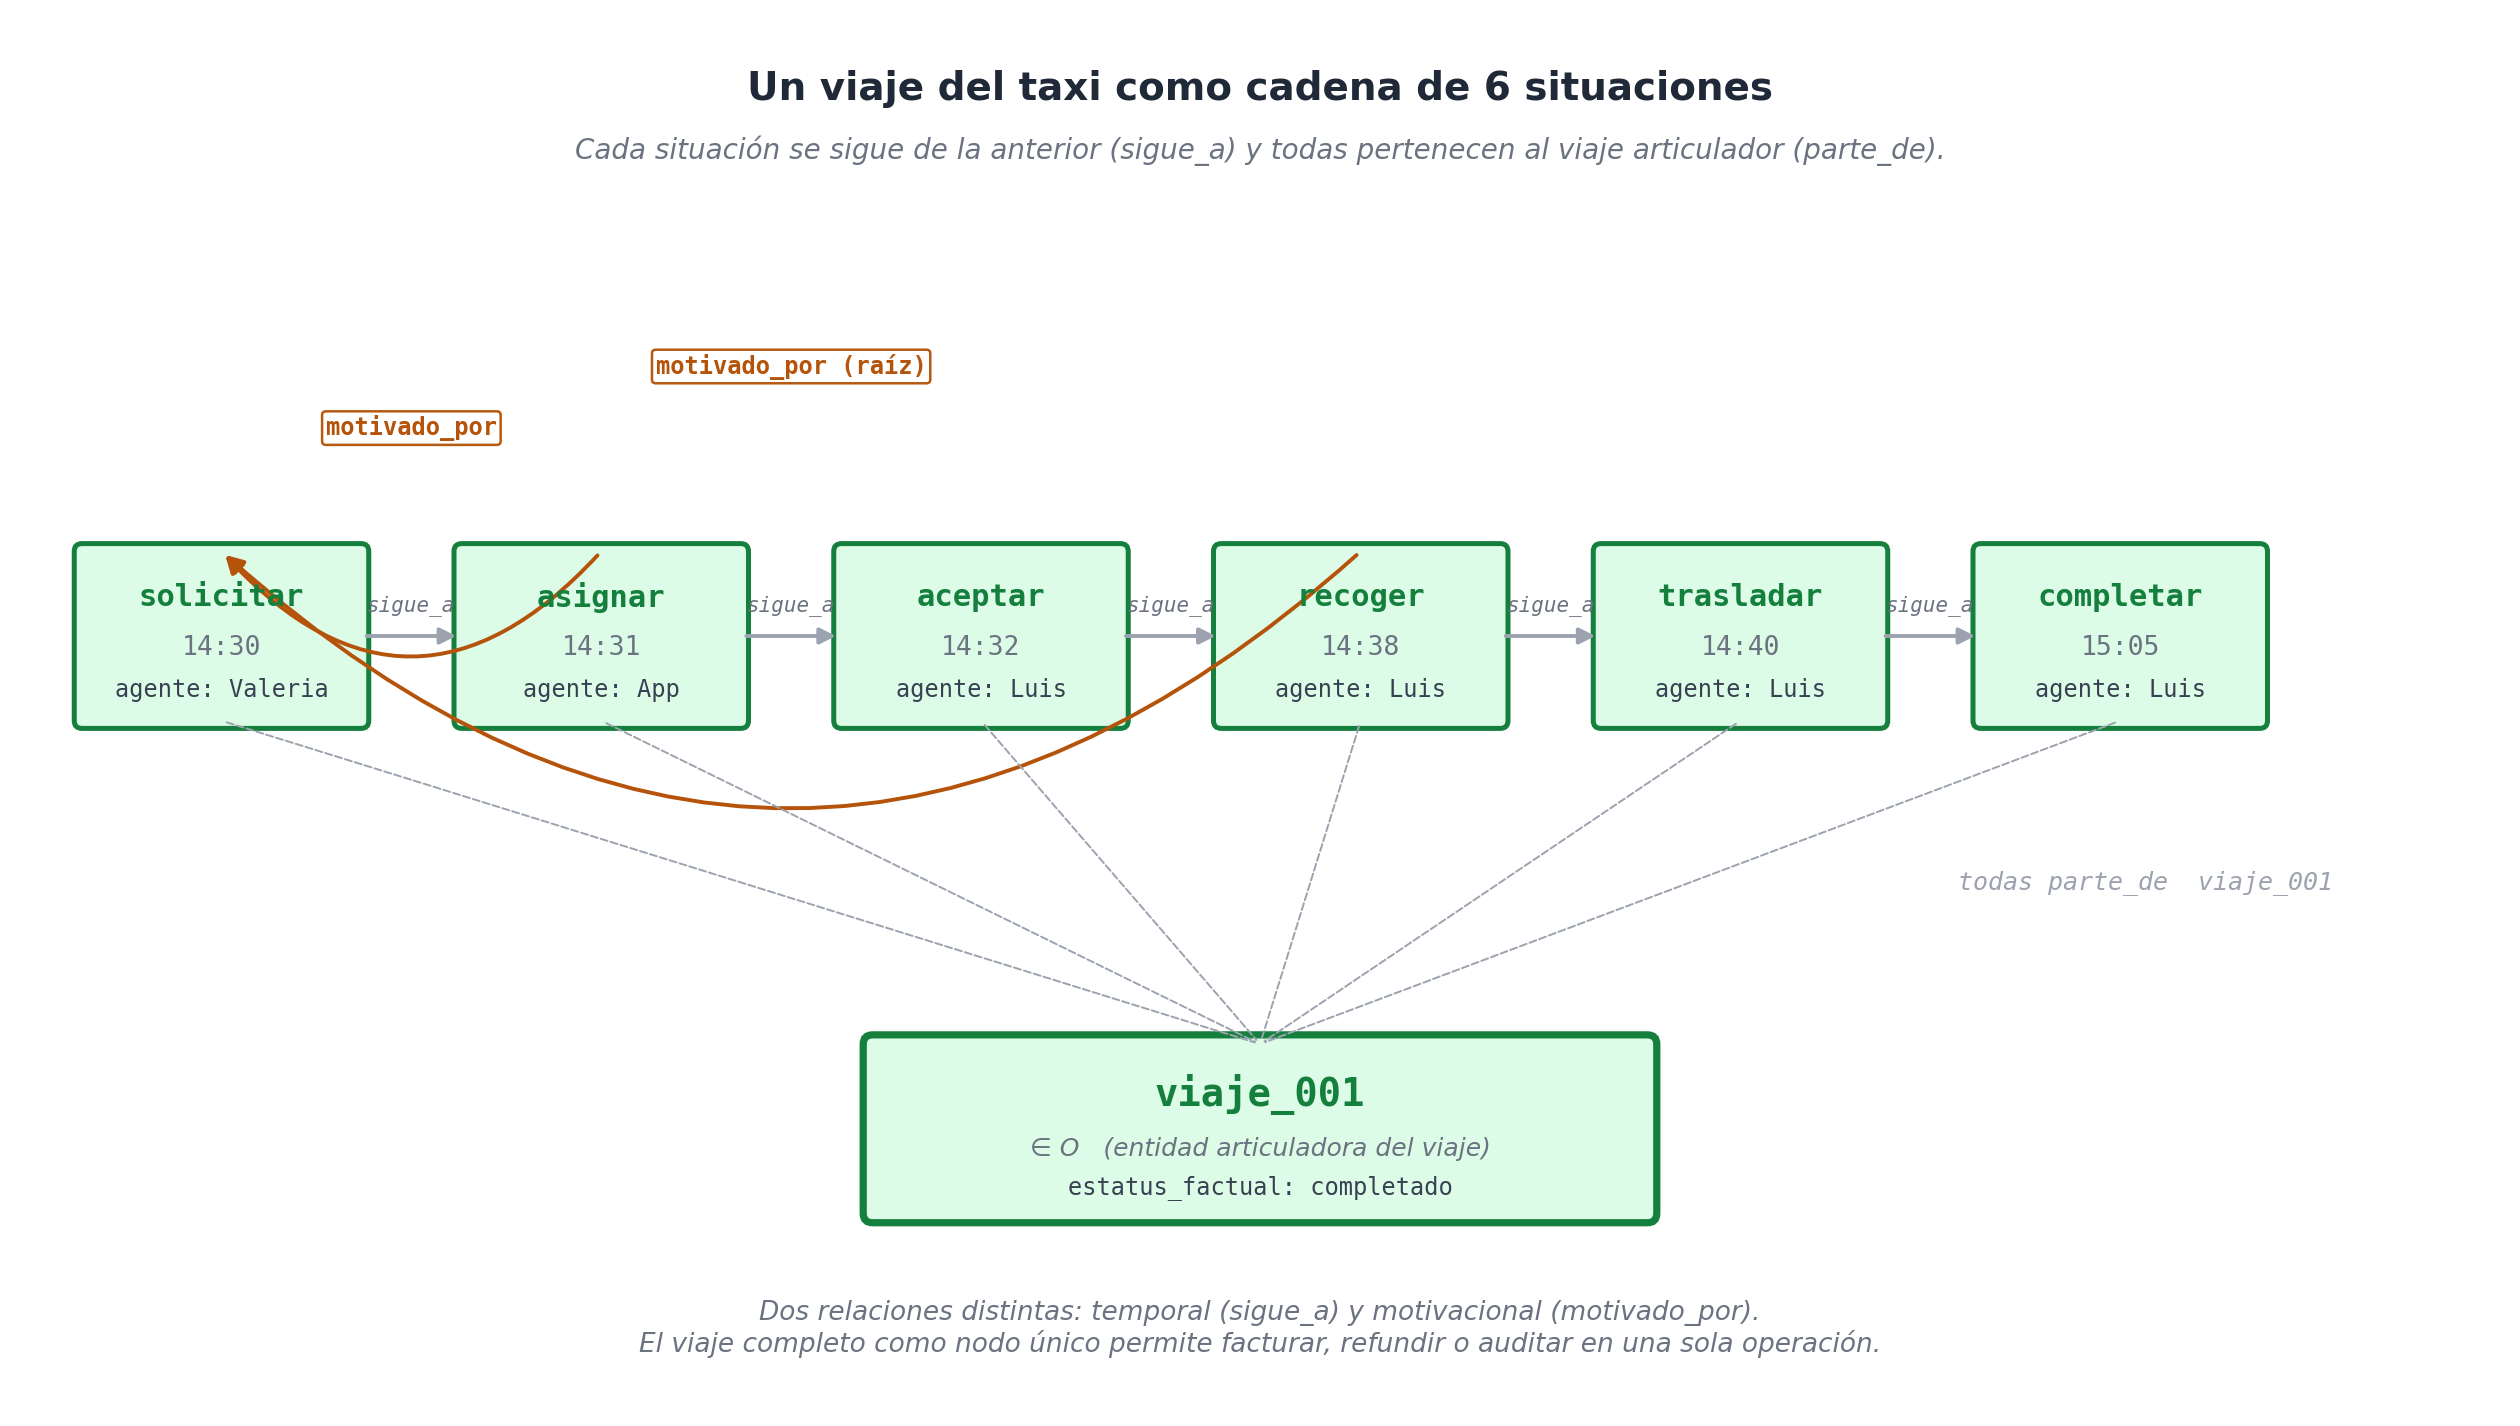 Un viaje del taxi como cadena de 6 situaciones
Cada situación se sigue de la anterior (sigue_a) y todas pertenecen al viaje articulador (parte_de).
motivado_por (raíz)
motivado_por
solicitar
14:30
agente: Valeria
sigue_a
asignar
14:31
agente: App
sigue_a
aceptar
14:32
agente: Luis
sigue_a
recoger
14:38
agente: Luis
sigue_a
trasladar
14:40
agente: Luis
sigue_a
completar
15:05
agente: Luis
todas parte_de  viaje_001
viaje_001
∈ O   (entidad articuladora del viaje)
estatus_factual: completado
Dos relaciones distintas: temporal (sigue_a) y motivacional (motivado_por).
El viaje completo como nodo único permite facturar, refundir o auditar en una sola operación.